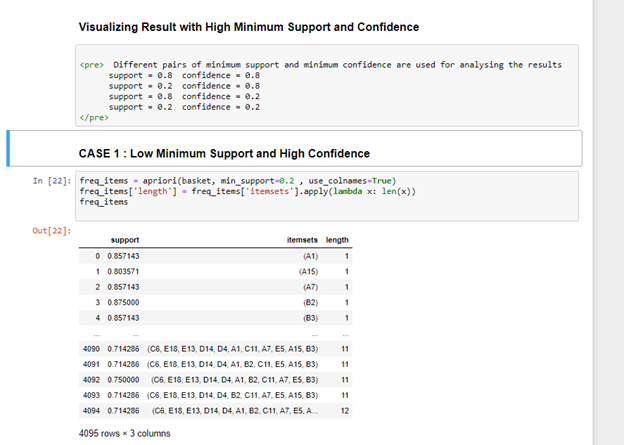 Visualizing Result with High Minimum Support and Confidence
<pre>  Different pairs of minimum support and minimum confidence are used for analysing the results
support = 0.8  confidence = 0.8
support = 0.2  confidence = 0.8
support = 0.8  confidence = 0.2
support = 0.2  confidence = 0.2
</pre>
CASE 1 : Low Minimum Support and High Confidence
In [22]: freq_items = apriori(basket, min_support=0.2 , use_colnames=True)
freq_items['length'] = freq_items['itemsets'].apply(lambda x: len(x))
freq_items
Out[22]:
support itemsets length
0 0.857143 (A1) 1
1 0.803571 (A15) 1
2 0.857143 (A7) 1
3 0.875000 (B2) 1
4 0.857143 (B3) 1
... ... ... ...
4090 0.714286 (C6, E18, E13, D14, D4, A1, C11, A7, E5, A15, B3) 11
4091 0.714286 (C6, E18, E13, D14, D4, A1, B2, C11, A7, E5, A15) 11
4092 0.750000 (C6, E18, E13, D14, D4, A1, B2, C11, A7, E5, B3) 11
4093 0.714286 (C6, E18, E13, D14, D4, B2, C11, A7, E5, A15, B3) 11
4094 0.714286 (C6, E18, E13, D14, D4, A1, B2, C11, A7, E5, A... 12
4095 rows × 3 columns